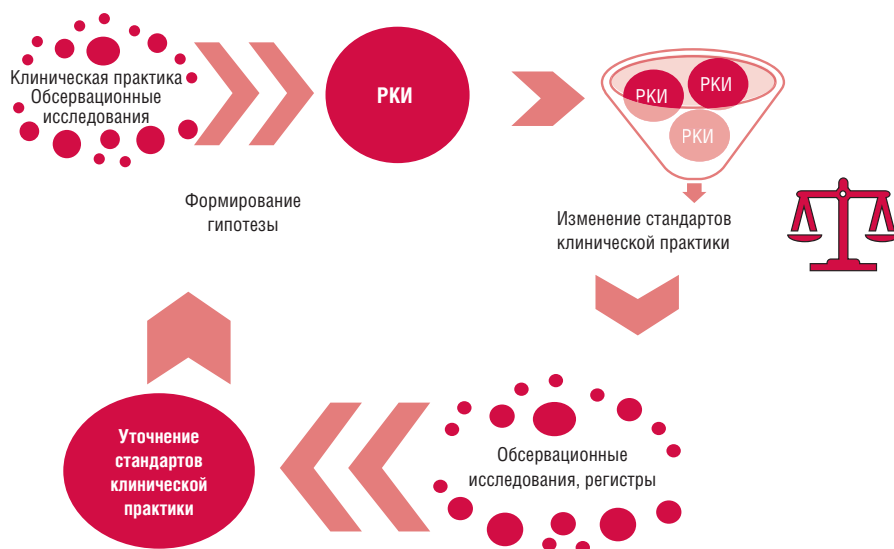 Клиническая практика
Обсервационные
исследования
РКИ
РКИ
РКИ
РКИ
Формирование
гипотезы
Изменение стандартов
клинической практики
Уточнение
стандартов
клинической
практики
Обсервационные
исследования, регистры